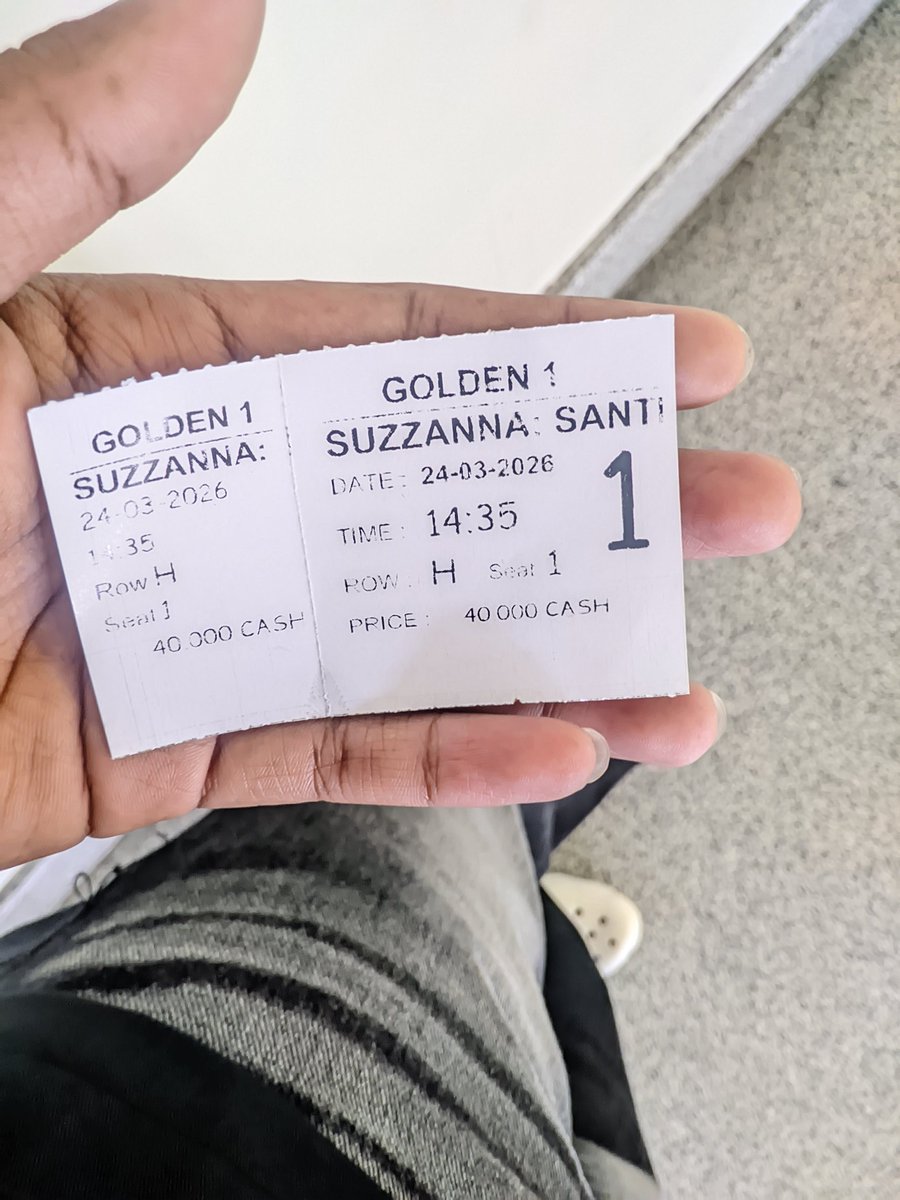 GOLDEN 1
SUZZANNA:
24-03-2026
14:35
Row H
Seat 1
40.000 CASH
GOLDEN 1
SUZZANNA: SANTI
DATE : 24-03-2026
TIME : 14:35
ROW : H Seat 1
PRICE : 40 000 CASH
1